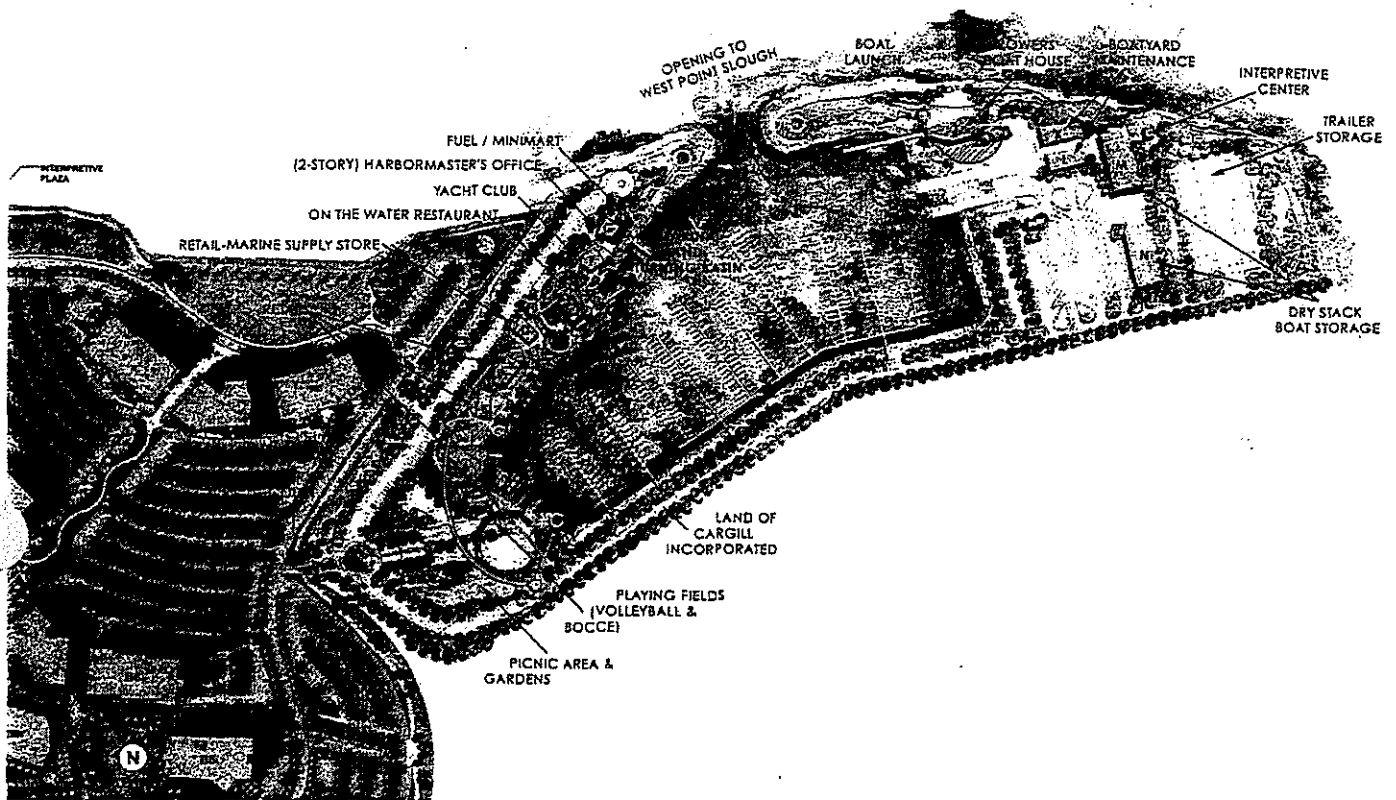 OPENING TO
WEST POINT SLOUGH
BOAT
LAUNCH
BOAT HOUSE
BOATYARD
MAINTENANCE
INTERPRETIVE
CENTER
TRAILER
STORAGE
FUEL / MINIMART
(2-STORY) HARBORMASTER'S OFFICE
YACHT CLUB
ON THE WATER RESTAURANT
RETAIL-MARINE SUPPLY STORE
INTERPRETIVE
PLAZA
DRY STACK
BOAT STORAGE
LAND OF
CARGILL
INCORPORATED
PLAYING FIELDS
(VOLLEYBALL &
BOCCE)
PICNIC AREA &
GARDENS
N